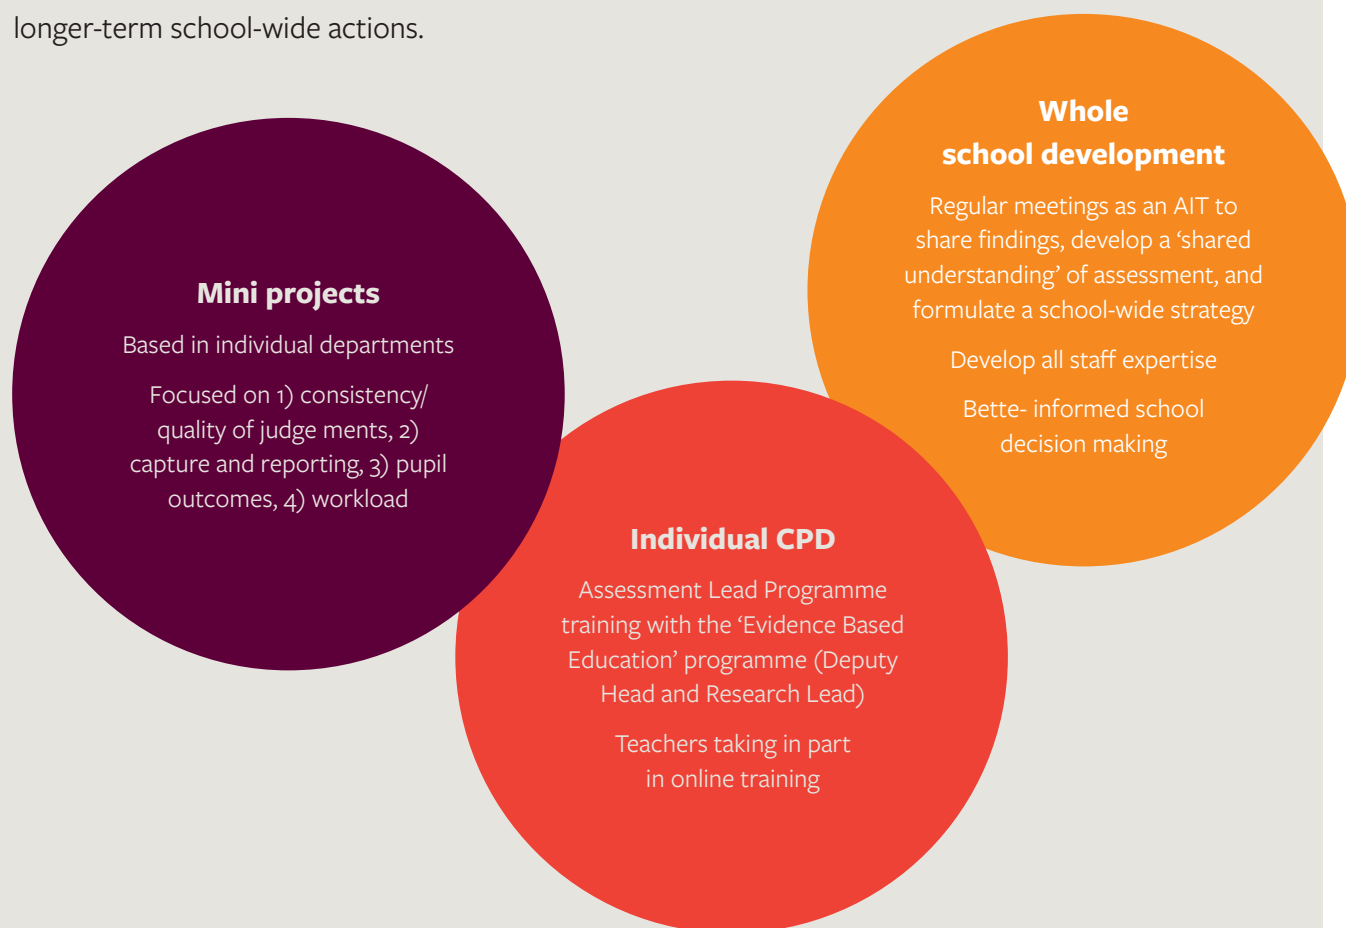 longer-term school-wide actions.
Mini projects
Based in individual departments
Focused on 1) consistency/
quality of judge ments, 2)
capture and reporting, 3) pupil
outcomes, 4) workload
Individual CPD
Assessment Lead Programme
training with the ‘Evidence Based
Education’ programme (Deputy
Head and Research Lead)
Teachers taking in part
in online training
Whole
school development
Regular meetings as an AIT to
share findings, develop a ‘shared
understanding’ of assessment, and
formulate a school-wide strategy
Develop all staff expertise
Bette- informed school
decision making